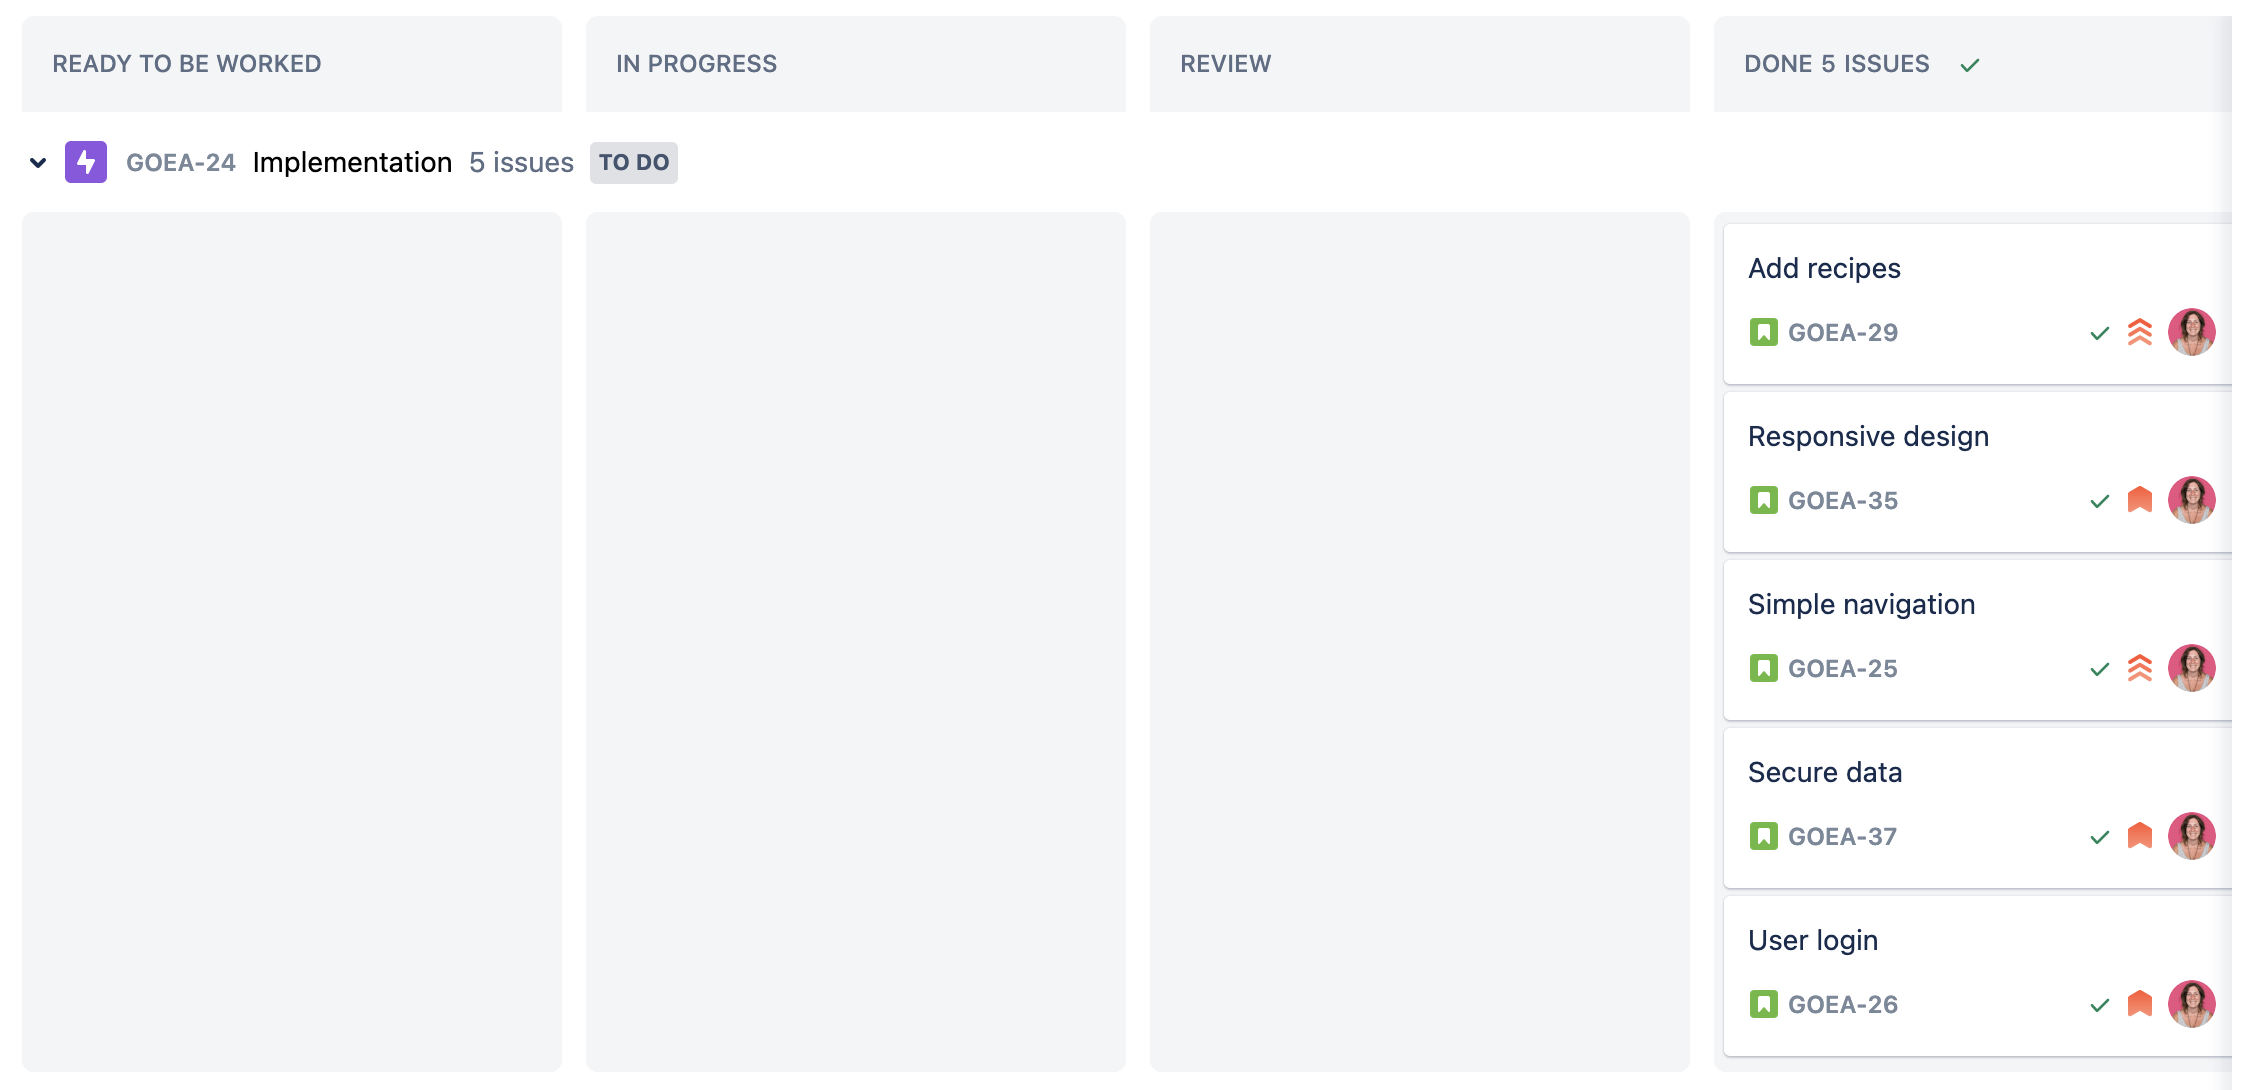 READY TO BE WORKED
IN PROGRESS
REVIEW
DONE 5 ISSUES
GOEA-24 Implementation 5 issues TO DO
Add recipes
GOEA-29
Responsive design
GOEA-35
Simple navigation
GOEA-25
Secure data
GOEA-37
User login
GOEA-26